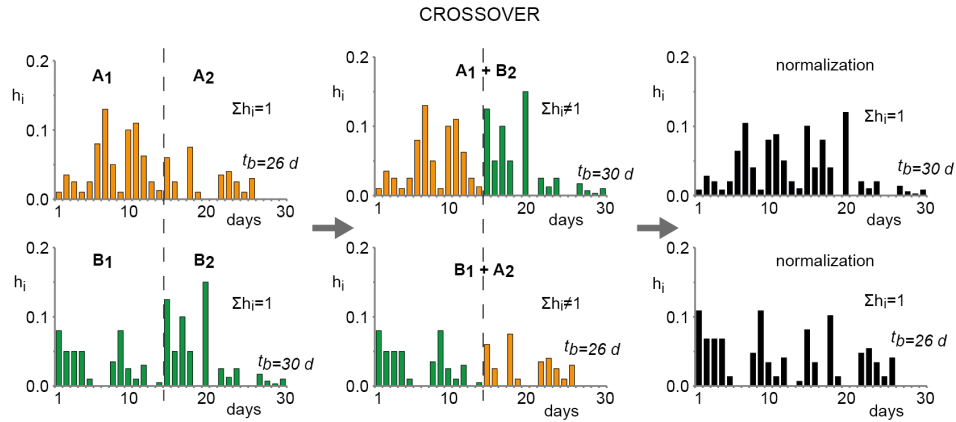 CROSSOVER
0.2
A1
A2
hi
Σhi=1
0.1
tb=26 d
0.0
1
10
20
30
days
0.2
A1 + B2
hi
Σhi≠1
0.1
tb=30 d
0.0
1
10
20
30
days
0.2
normalization
hi
Σhi=1
0.1
tb=30 d
0.0
1
10
20
30
days
0.2
B1
B2
hi
Σhi=1
0.1
tb=30 d
0.0
1
10
20
30
days
0.2
B1 + A2
hi
Σhi≠1
0.1
tb=26 d
0.0
1
10
20
30
days
0.2
normalization
hi
Σhi=1
0.1
tb=26 d
0.0
1
10
20
30
days